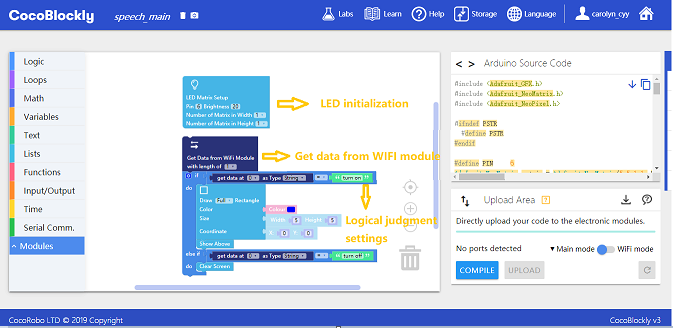 CocoBlockly
speech_main
Labs
Learn
Help
Storage
Language
carolyn_cyy
Logic
Loops
Math
Variables
Text
Lists
Functions
Input/Output
Time
Serial Comm.
Modules
LED Matrix Setup
Pin 6 Brightness 20
Number of Matrix in Width 1
Number of Matrix in Height 1
LED initialization
Get Data from WiFi Module
with length of 1
Get data from WIFI module
if get data at 0 as Type String = " turn on "
do
Draw Full Rectangle
Color Colour
Size Width 5 Height 5
Coordinate X 0 Y 0
Show Above
Logical judgment
settings
else if get data at 0 as Type String = " turn off "
do Clear Screen
< > Arduino Source Code
#include <Adafruit_GFX.h>
#include <Adafruit_NeoMatrix.h>
#include <Adafruit_NeoPixel.h>
#ifndef PSTR
#define PSTR
#endif
#define PIN 6
Upload Area
Directly upload your code to the electronic modules.
No ports detected
Main mode
WiFi mode
COMPILE
UPLOAD
CocoRobo LTD © 2019 Copyright
CocoBlockly v3